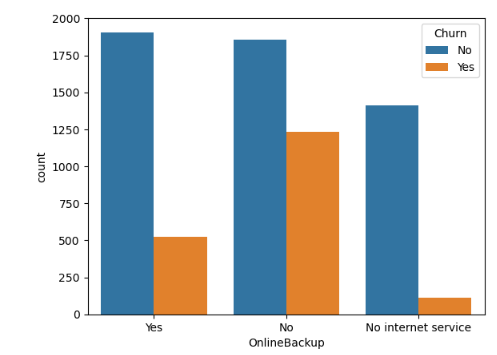 2000
1750
1500
1250
1000
750
500
250
0
count
Churn
No
Yes
Yes No No internet service
OnlineBackup